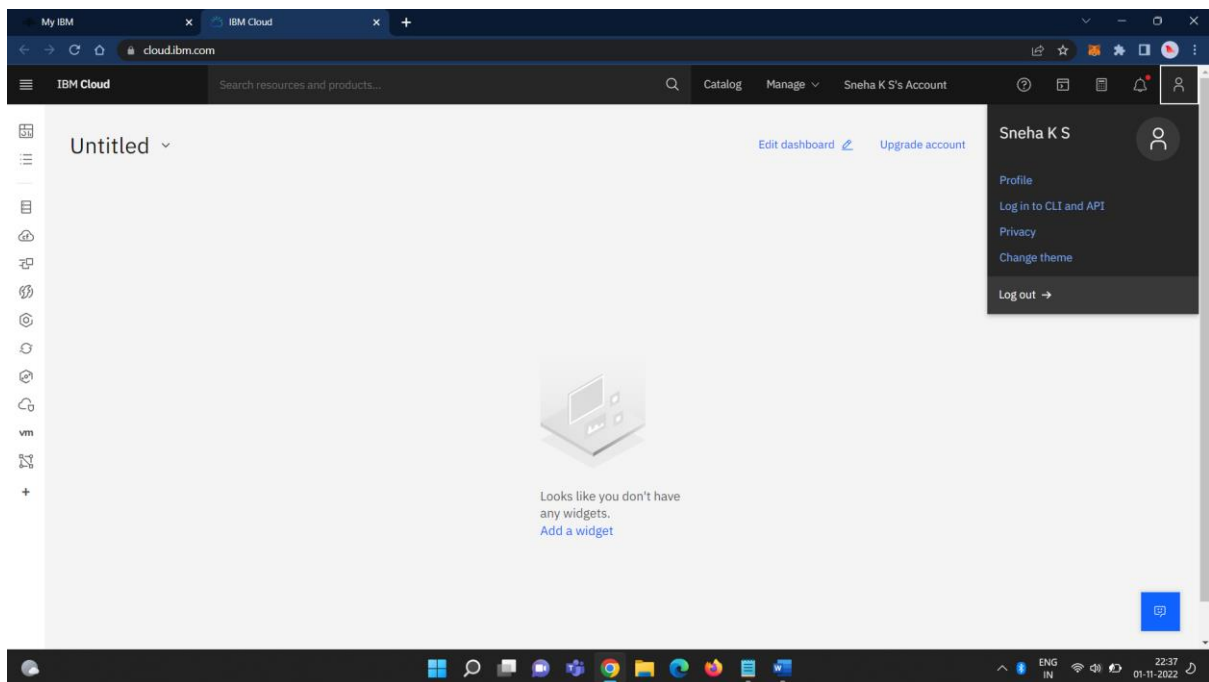 My IBM
IBM Cloud
cloud.ibm.com
IBM Cloud
Search resources and products...
Catalog
Manage
Sneha K S's Account
Untitled
Edit dashboard
Upgrade account
Sneha K S
Profile
Log in to CLI and API
Privacy
Change theme
Log out →
vm
Looks like you don't have
any widgets.
Add a widget
ENG
IN
22:37
01-11-2022